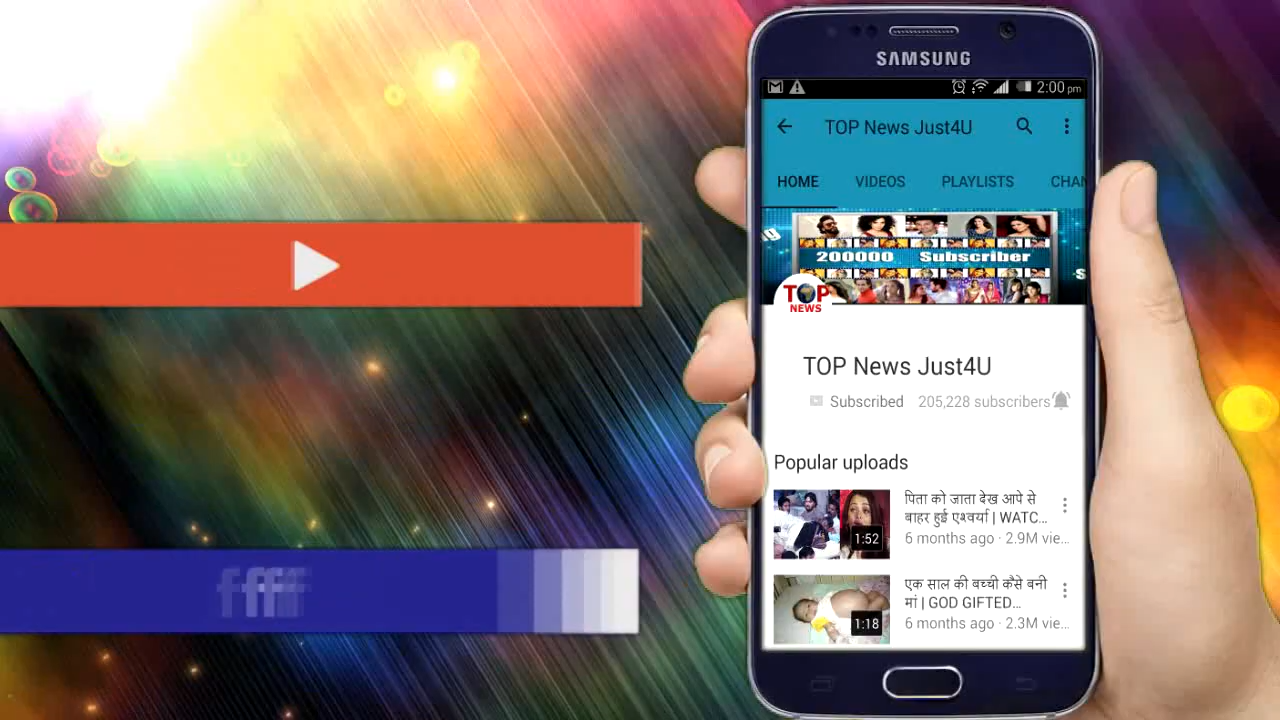 SAMSUNG
2:00 pm
TOP News Just4U
HOME VIDEOS PLAYLISTS CHAN
200000 Subscriber
TOP
NEWS
TOP News Just4U
Subscribed 205,228 subscribers
Popular uploads
पिता को जाता देख आपे से
बाहर हुई एश्वर्या | WATC...
1:52
6 months ago · 2.9M vie...
एक साल की बच्ची कैसे बनी
मां | GOD GIFTED...
1:18
6 months ago · 2.3M vie...